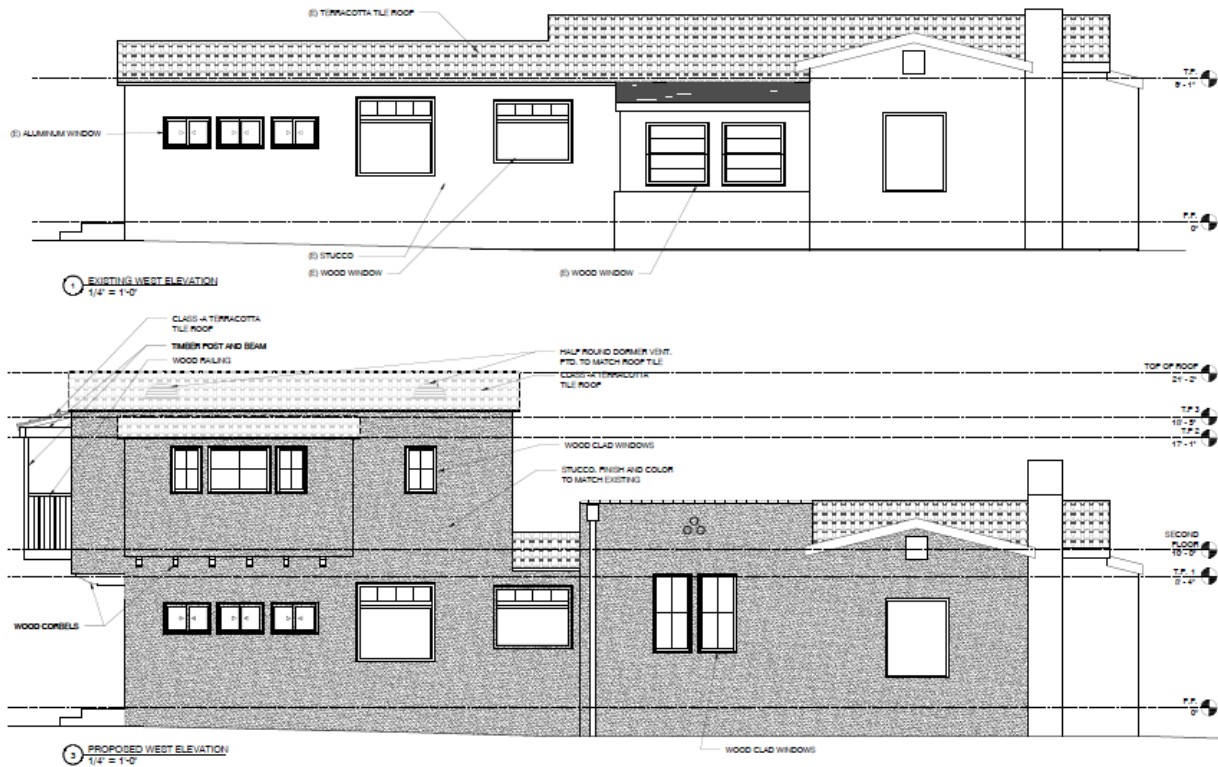 (E) TERRACOTTA TILE ROOF
T.P.
(E) ALUMINUM WINDOW
F.F.
0"
(E) STUCCO
(E) WOOD WINDOW
(E) WOOD WINDOW
1
EXISTING WEST ELEVATION
1/4" = 1'-0"
CLASS -A TERRACOTTA
TILE ROOF
TIMBER POST AND BEAM
WOOD RAILING
HALF ROUND DORMER VENT.
PTD. TO MATCH ROOF TILE
CLASS -A TERRACOTTA
TILE ROOF
TOP OF ROOF
21' - 2"
T.P. 3
T.P. 2
17' - 1"
WOOD CLAD WINDOWS
STUCCO. FINISH AND COLOR
TO MATCH EXISTING
SECOND
FLOOR
T.P. 1
WOOD CORBELS
F.F.
0"
WOOD CLAD WINDOWS
3
PROPOSED WEST ELEVATION
1/4" = 1'-0"